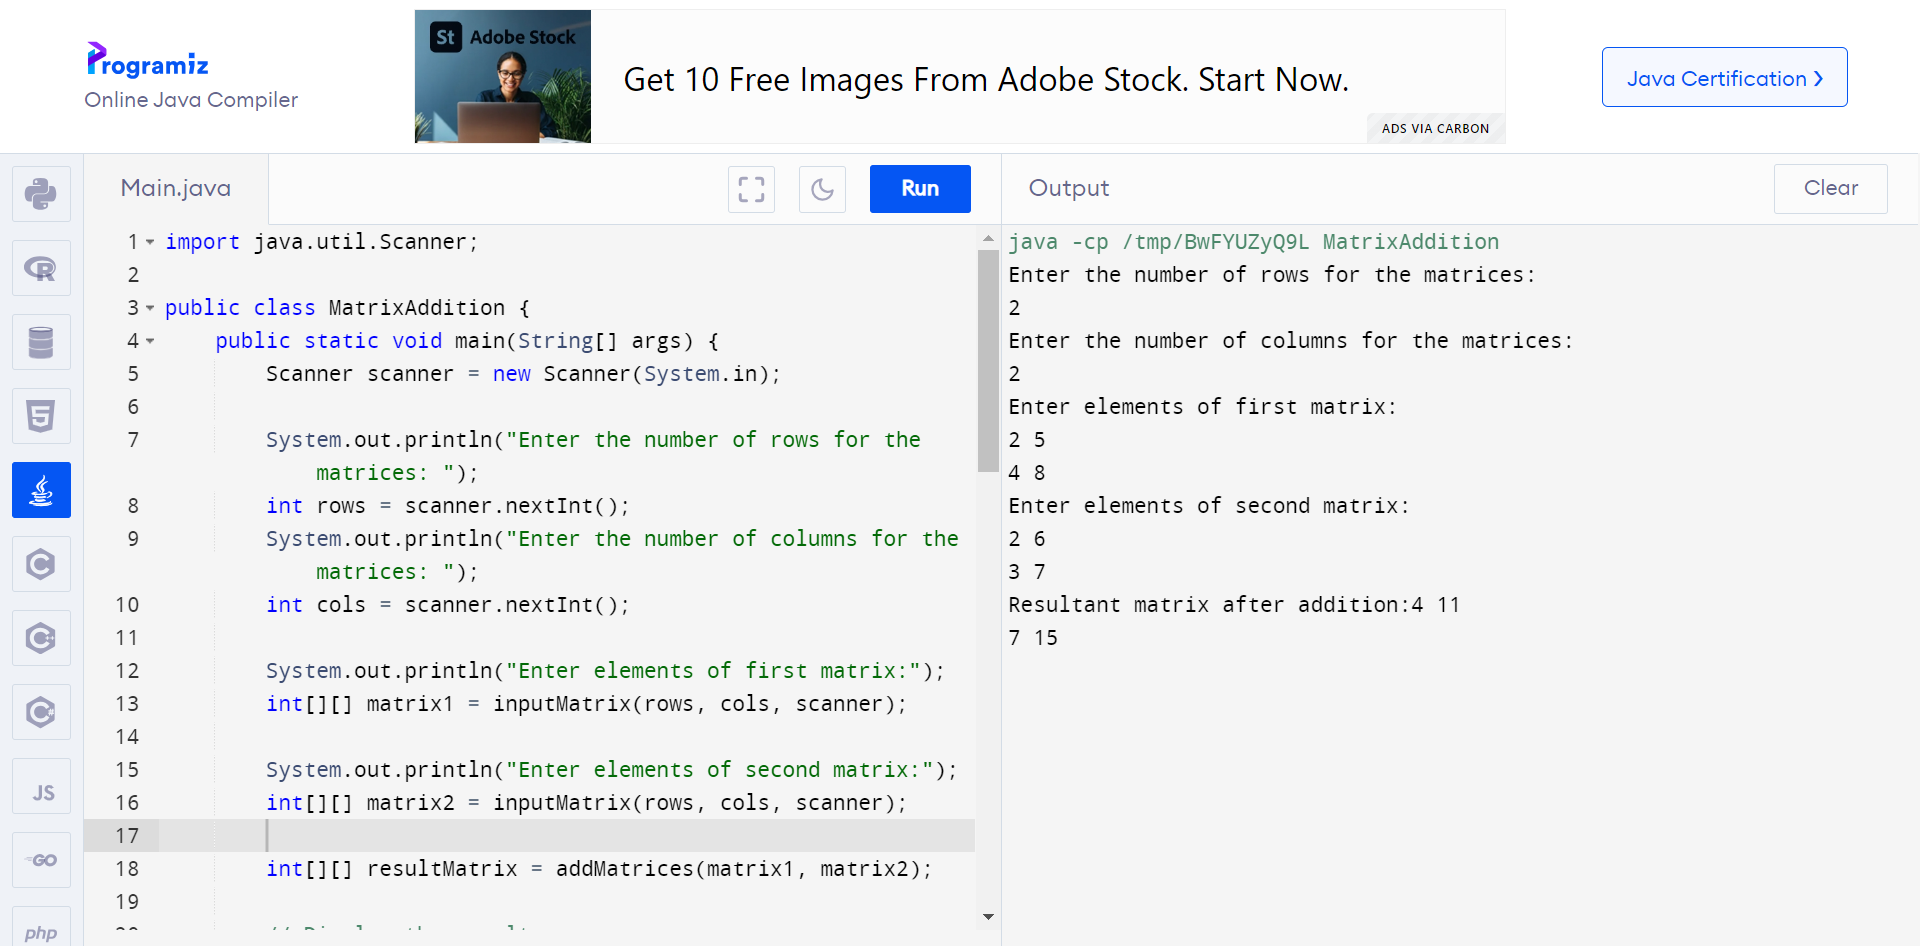 Programiz
Online Java Compiler
St Adobe Stock
Get 10 Free Images From Adobe Stock. Start Now.
ADS VIA CARBON
Java Certification ❯
Main.java
Run
Output
Clear
JS
GO
php
1 import java.util.Scanner;
2
3 public class MatrixAddition {
4 public static void main(String[] args) {
5 Scanner scanner = new Scanner(System.in);
6
7 System.out.println("Enter the number of rows for the
matrices: ");
8 int rows = scanner.nextInt();
9 System.out.println("Enter the number of columns for the
matrices: ");
10 int cols = scanner.nextInt();
11
12 System.out.println("Enter elements of first matrix:");
13 int[][] matrix1 = inputMatrix(rows, cols, scanner);
14
15 System.out.println("Enter elements of second matrix:");
16 int[][] matrix2 = inputMatrix(rows, cols, scanner);
17
18 int[][] resultMatrix = addMatrices(matrix1, matrix2);
19
java -cp /tmp/BwFYUZyQ9L MatrixAddition
Enter the number of rows for the matrices:
2
Enter the number of columns for the matrices:
2
Enter elements of first matrix:
2 5
4 8
Enter elements of second matrix:
2 6
3 7
Resultant matrix after addition:4 11
7 15